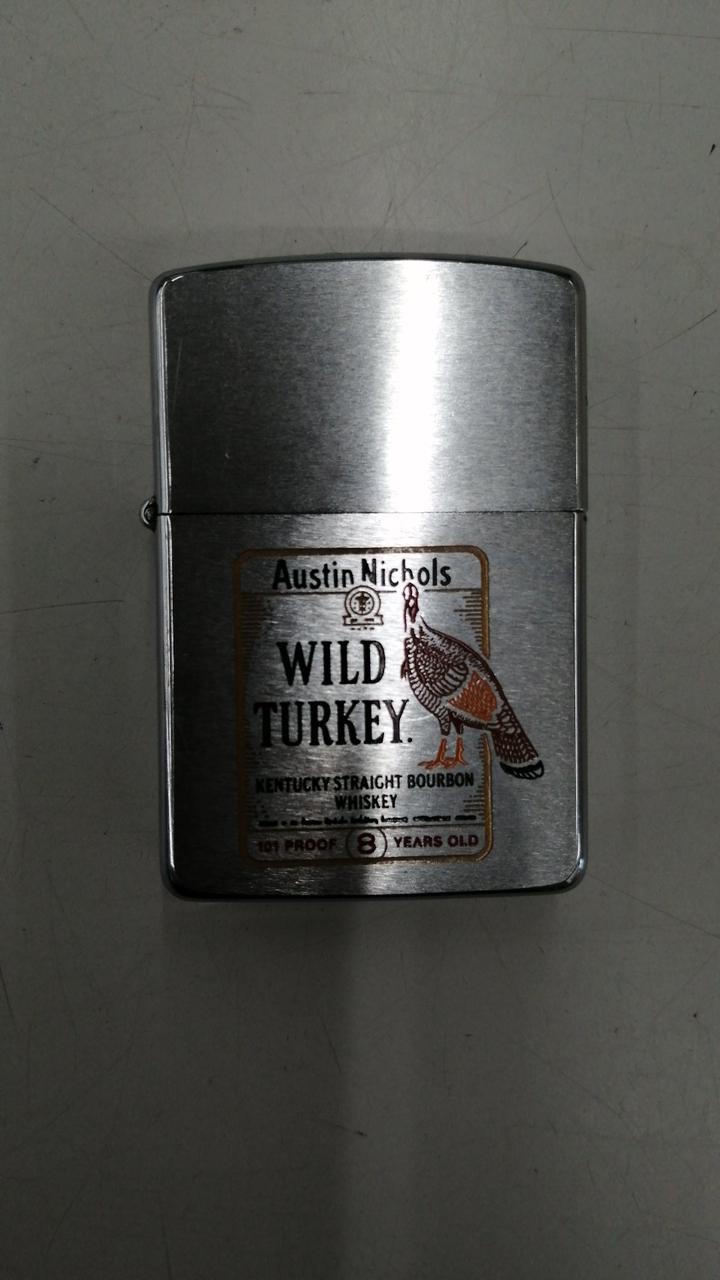 Austin Nichols
WILD
TURKEY.
KENTUCKY STRAIGHT BOURBON
WHISKEY
101 PROOF 8 YEARS OLD